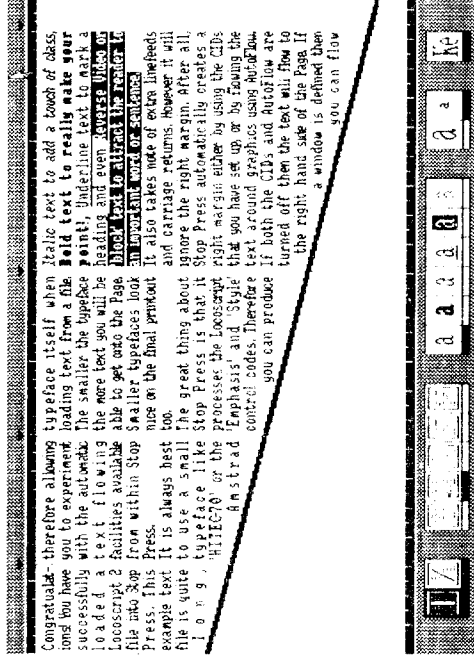 Congratualat-
ions! You have
successfully
loaded a
Locoscript 2
file into Stop
Press. This
example text
file is quite
long,
therefore allowing
you to experiment
with the automatic
text flowing
facilities available
from within Stop
Press.
It is always best
to use a small
typeface like
or the
Amstrad
typeface itself when
loading text from a file.
The smaller the typeface
the more text you will be
able to get onto the Page.
Smaller typefaces look
nice on the final printout
too.
The great thing about
Stop Press is that it
processes the Locoscript
'Emphasis' and 'Style'
control codes. Therefore
you can produce
Italic text to add a touch of class,
Bold text to really make your
point!, Underline text to mark a
heading and even Reverse Video or
'block' text to attract the reader to
an important word or sentence!
It also takes note of extra linefeeds
and carriage returns. However it will
ignore the right margin. After all,
Stop Press automatically creates a
right margin either by using the CIDs
that you have set up, or by flowing the
text around graphics using AutoFlow.
If both the CIDs and AutoFlow are
turned off then the text will flow to
the right hand side of the Page. If
a window is defined then
you can flow
T
a a a a a a a Ke